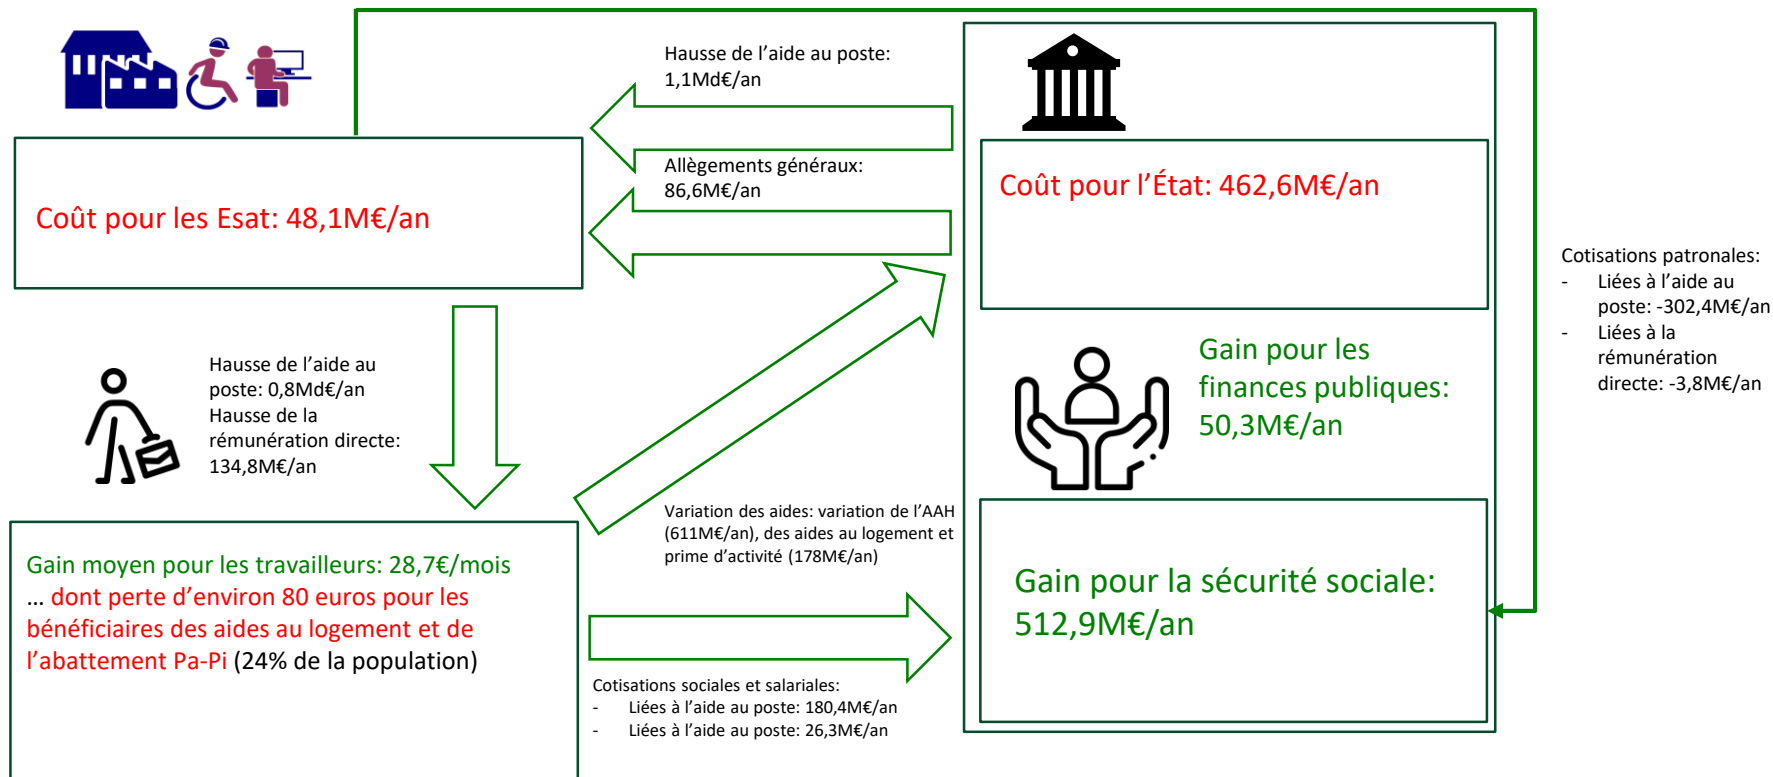 Hausse de l’aide au poste:
1,1Md€/an
Allègements généraux:
86,6M€/an
Coût pour les Esat: 48,1M€/an
Coût pour l’État: 462,6M€/an
Cotisations patronales:
- Liées à l’aide au
poste: -302,4M€/an
- Liées à la
rémunération
directe: -3,8M€/an
Hausse de l’aide au
poste: 0,8Md€/an
Hausse de la
rémunération directe:
134,8M€/an
Gain pour les
finances publiques:
50,3M€/an
Variation des aides: variation de l’AAH
(611M€/an), des aides au logement et
prime d’activité (178M€/an)
Gain moyen pour les travailleurs: 28,7€/mois
... dont perte d’environ 80 euros pour les
bénéficiaires des aides au logement et de
l’abattement Pa-Pi (24% de la population)
Gain pour la sécurité sociale:
512,9M€/an
Cotisations sociales et salariales:
- Liées à l’aide au poste: 180,4M€/an
- Liées à l’aide au poste: 26,3M€/an